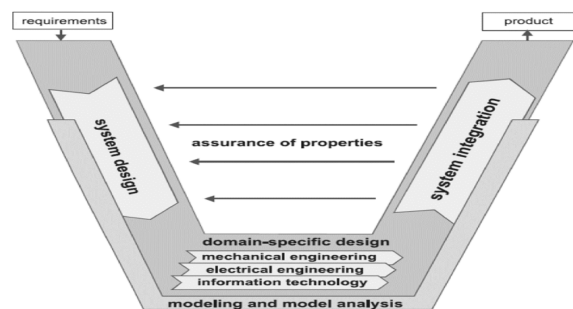 requirements
product
system design
assurance of properties
system integration
domain-specific design
mechanical engineering
electrical engineering
information technology
modeling and model analysis